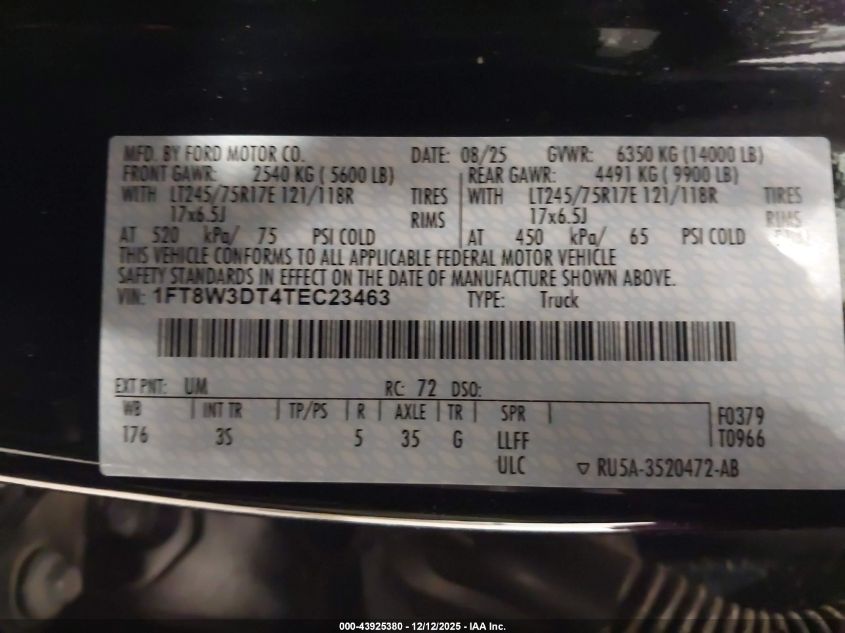 MFD. BY FORD MOTOR CO. DATE: 08/25 GVWR: 6350 KG (14000 LB)
FRONT GAWR: 2540 KG ( 5600 LB) REAR GAWR: 4491 KG ( 9900 LB)
WITH LT245/75R17E 121/118R TIRES WITH LT245/75R17E 121/118R TIRES
17x6.5J RIMS 17x6.5J RIMS
AT 520 kPa/ 75 PSI COLD AT 450 kPa/ 65 PSI COLD
THIS VEHICLE CONFORMS TO ALL APPLICABLE FEDERAL MOTOR VEHICLE
SAFETY STANDARDS IN EFFECT ON THE DATE OF MANUFACTURE SHOWN ABOVE.
VIN: 1FT8W3DT4TEC23463 TYPE: Truck
EXT PNT: UM RC: 72 DSO:
WB INT TR TP/PS R AXLE TR SPR F0379
176 3S 5 35 G LLFF T0966
ULC RU5A-3520472-AB
000-43925380 - 12/12/2025 - IAA Inc.